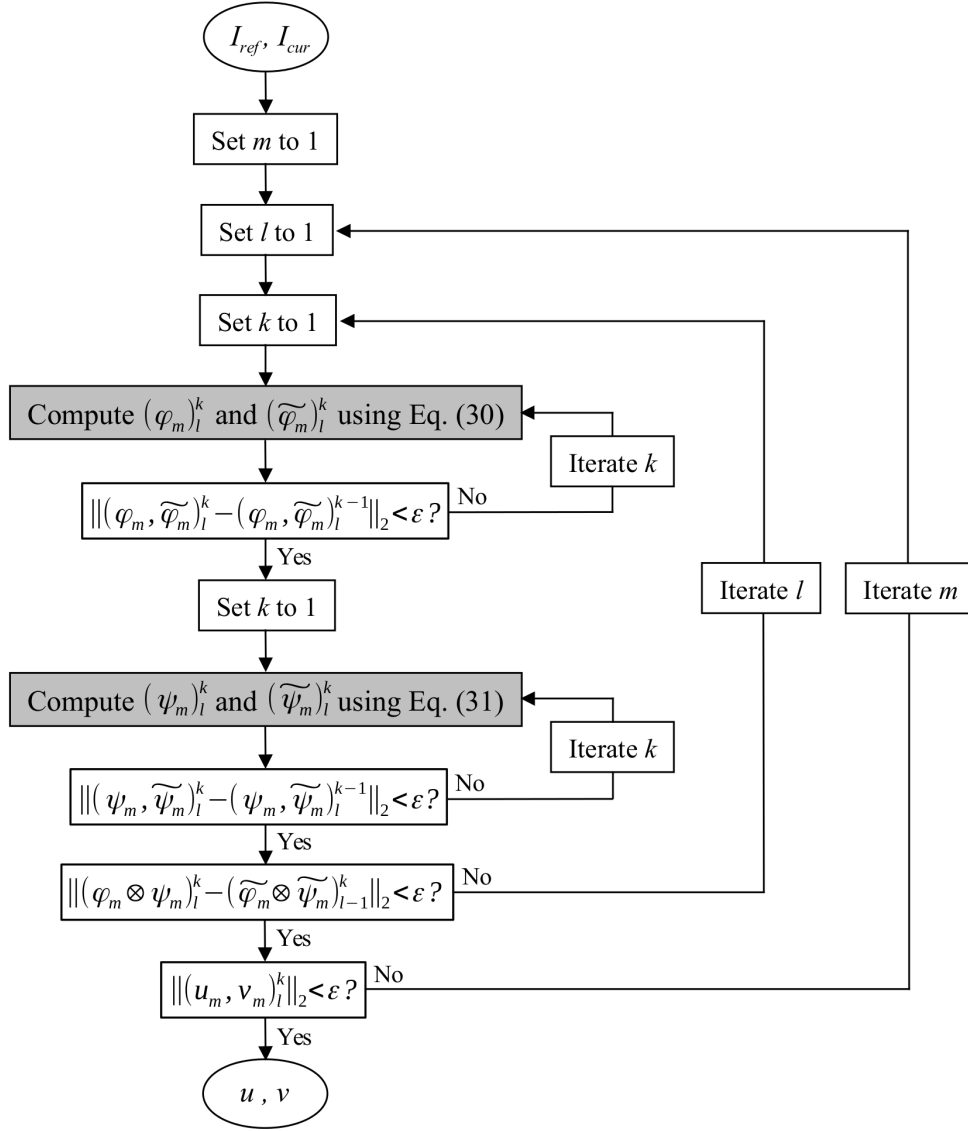 I_ref , I_cur
Set m to 1
Set l to 1
Set k to 1
Compute (φ_m)_l^k and (φ̃_m)_l^k using Eq. (30)
Iterate k
‖(φ_m, φ̃_m)_l^k − (φ_m, φ̃_m)_l^{k−1}‖_2 < ε ?
No
Yes
Set k to 1
Iterate l
Iterate m
Compute (ψ_m)_l^k and (ψ̃_m)_l^k using Eq. (31)
Iterate k
‖(ψ_m, ψ̃_m)_l^k − (ψ_m, ψ̃_m)_l^{k−1}‖_2 < ε ?
No
Yes
‖(φ_m ⊗ ψ_m)_l^k − (φ̃_m ⊗ ψ̃_m)_{l−1}^k‖_2 < ε ?
No
Yes
‖(u_m, v_m)_l^k‖_2 < ε ?
No
Yes
u , v